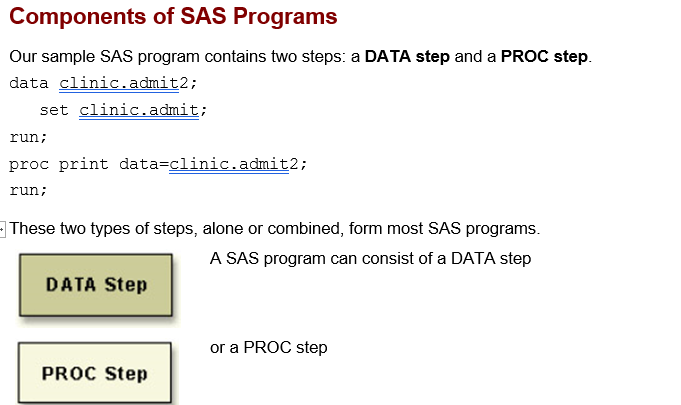 Components of SAS Programs
Our sample SAS program contains two steps: a DATA step and a PROC step.
data clinic.admit2;
   set clinic.admit;
run;
proc print data=clinic.admit2;
run;
These two types of steps, alone or combined, form most SAS programs.
A SAS program can consist of a DATA step
DATA Step
or a PROC step
PROC Step